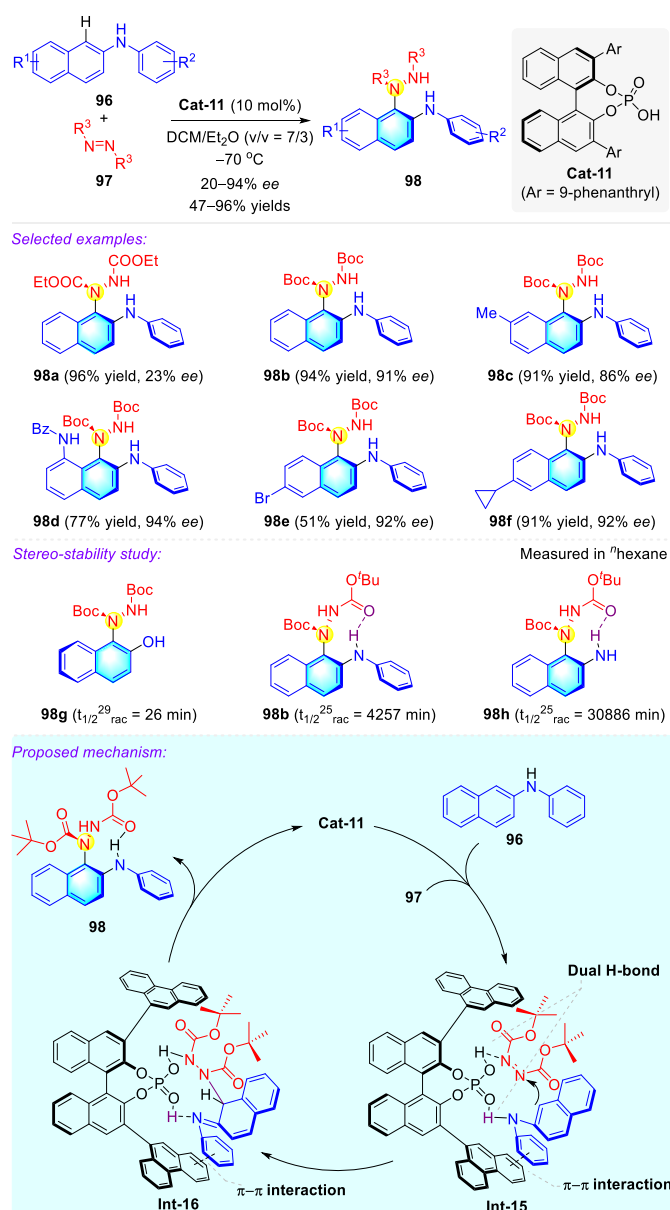 H
H
N
R¹
R²
96
+
R³
N=N
R³
97
Cat-11 (10 mol%)
DCM/Et₂O (v/v = 7/3)
–70 °C
20–94% ee
47–96% yields
R³
R³
N
NH
H
N
R¹
R²
98
Ar
O
O
P
O
OH
Ar
Cat-11
(Ar = 9-phenanthryl)
Selected examples:
COOEt
EtOOC
N
NH
H
N
98a (96% yield, 23% ee)
Boc
Boc
N
NH
H
N
98b (94% yield, 91% ee)
Boc
Boc
N
NH
H
N
Me
98c (91% yield, 86% ee)
Boc
Bz
NH
Boc
N
NH
H
N
98d (77% yield, 94% ee)
Boc
Boc
N
NH
H
N
Br
98e (51% yield, 92% ee)
Boc
Boc
N
NH
H
N
98f (91% yield, 92% ee)
Stereo-stability study:
Measured in ⁿhexane
Boc
Boc
N
NH
OH
98g (t₁/₂²⁹rac = 26 min)
OᵗBu
HN
O
Boc
N
H
N
98b (t₁/₂²⁵rac = 4257 min)
OᵗBu
HN
O
Boc
N
H
NH
98h (t₁/₂²⁵rac = 30886 min)
Proposed mechanism:
O
O
HN
O
O
N
H
N
98
Cat-11
H
N
96
97
Dual H-bond
O
O
O
O
H
N
N
O
O
P
O
O
H
H
N
π–π interaction
Int-16
O
O
O
O
H
N
N
O
O
P
O
O
H
N
π–π interaction
Int-15